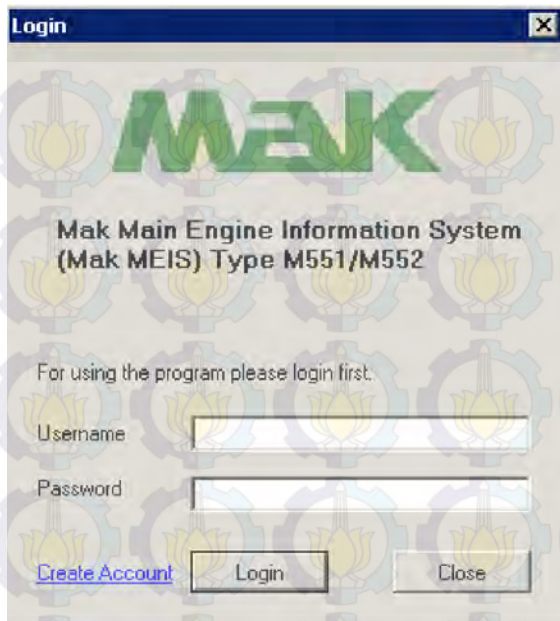 Login
MaK
Mak Main Engine Information System
(Mak MEIS) Type M551/M552
For using the program please login first.
Username
Password
Create Account
Login
Close